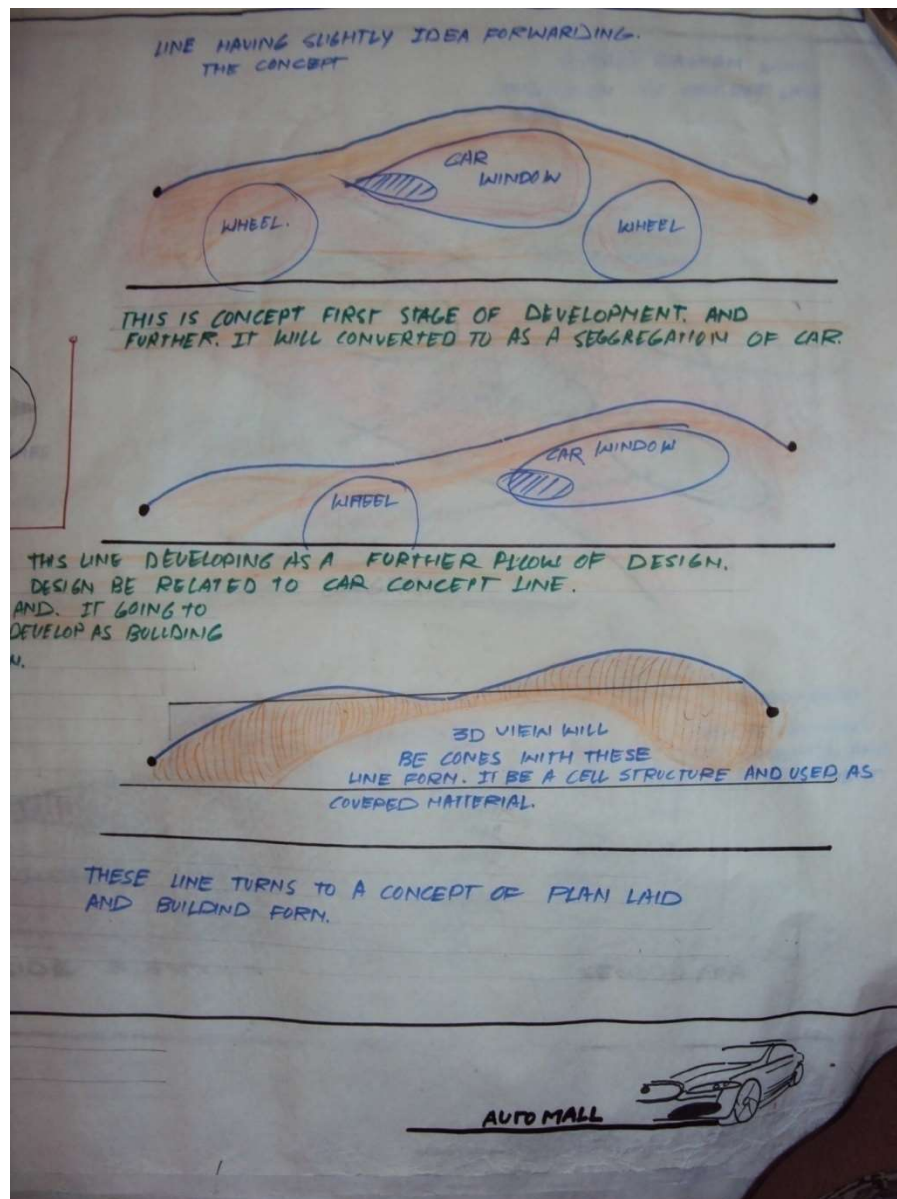 LINE HAVING SLIGHTLY IDEA FORWARDING.
THE CONCEPT
CAR
WINDOW
WHEEL.
WHEEL
THIS IS CONCEPT FIRST STAGE OF DEVELOPMENT. AND
FURTHER. IT WILL CONVERTED TO AS A SEGGREGATION OF CAR.
CAR WINDOW
WHEEL
THIS LINE DEVELOPING AS A FURTHER OF DESIGN.
DESIGN BE RELATED TO CAR CONCEPT LINE.
AND. IT GOING TO
DEVELOP AS BUILDING
N.
3D VIEW WILL
BE CONES WITH THESE
LINE FORM. IT BE A CELL STRUCTURE AND USED AS
COVERED MATTERIAL.
THESE LINE TURNS TO A CONCEPT OF PLAN LAID
AND BUILDIND FORM.
AUTO MALL